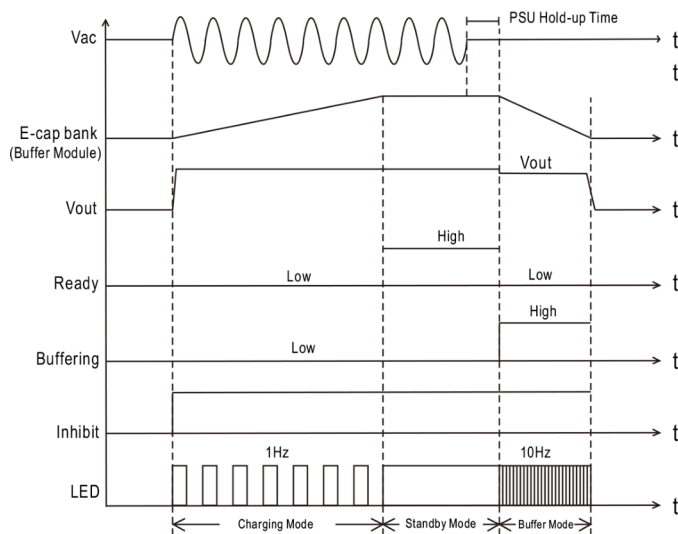 PSU Hold-up Time
Vac
t
t
E-cap bank
(Buffer Module)
t
Vout
Vout
t
High
Ready
Low
Low
t
High
Buffering
Low
t
Inhibit
t
1Hz
10Hz
LED
t
Charging Mode
Standby Mode
Buffer Mode